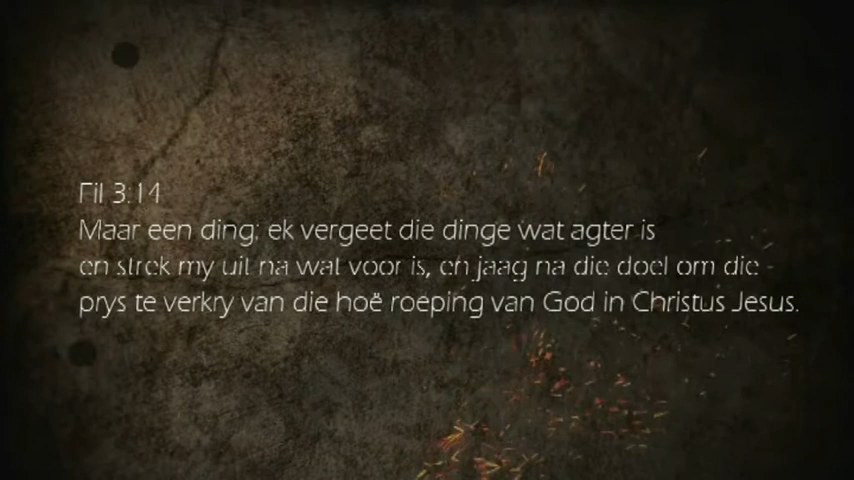 Fil 3:14
Maar een ding: ek vergeet die dinge wat agter is
en strek my uit na wat voor is, en jaag na die doel om die
prys te verkry van die hoë roeping van God in Christus Jesus.